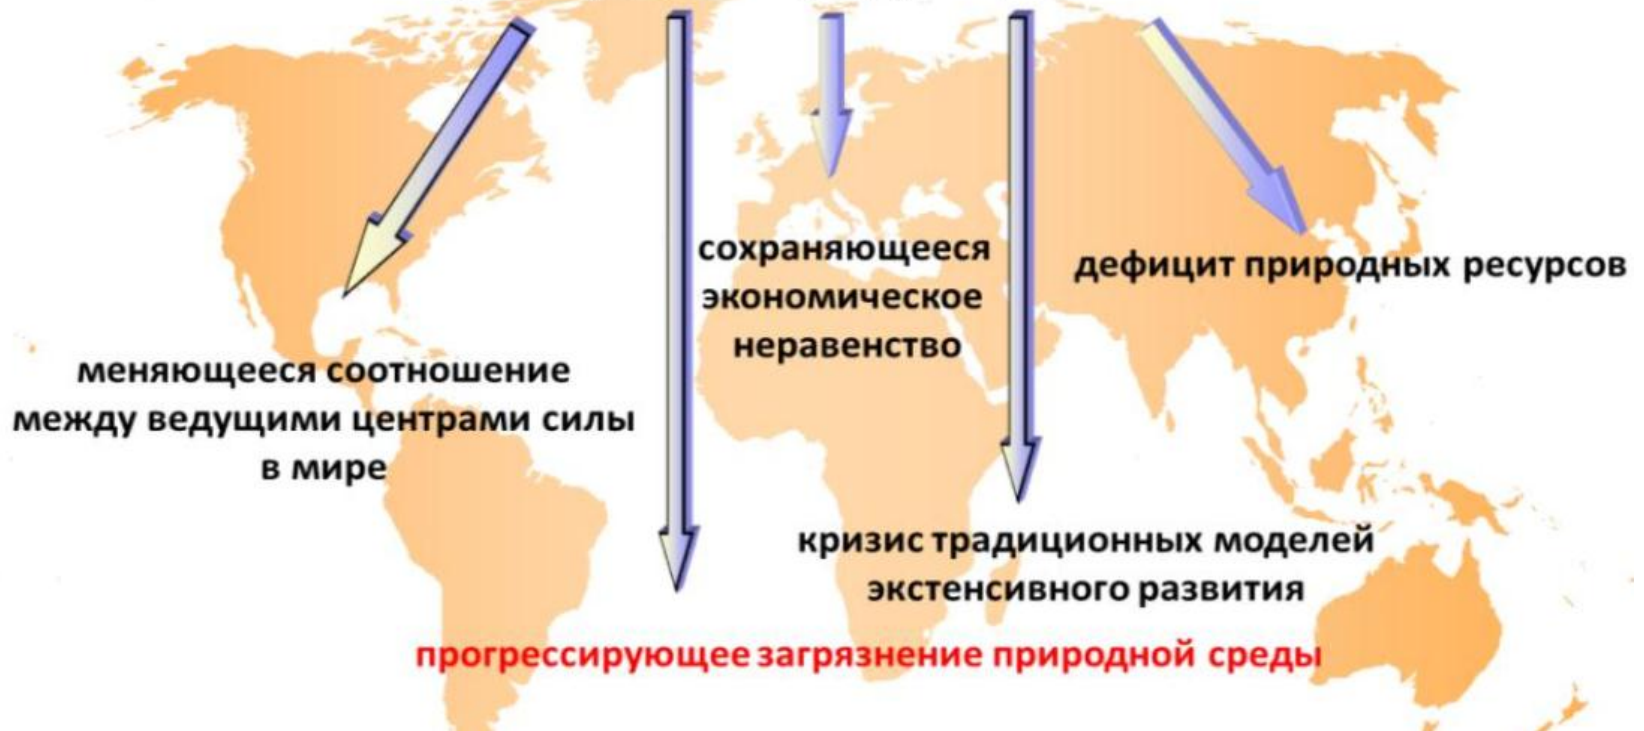 сохраняющееся
экономическое
неравенство
дефицит природных ресурсов
меняющееся соотношение
между ведущими центрами силы
в мире
кризис традиционных моделей
экстенсивного развития
прогрессирующее загрязнение природной среды